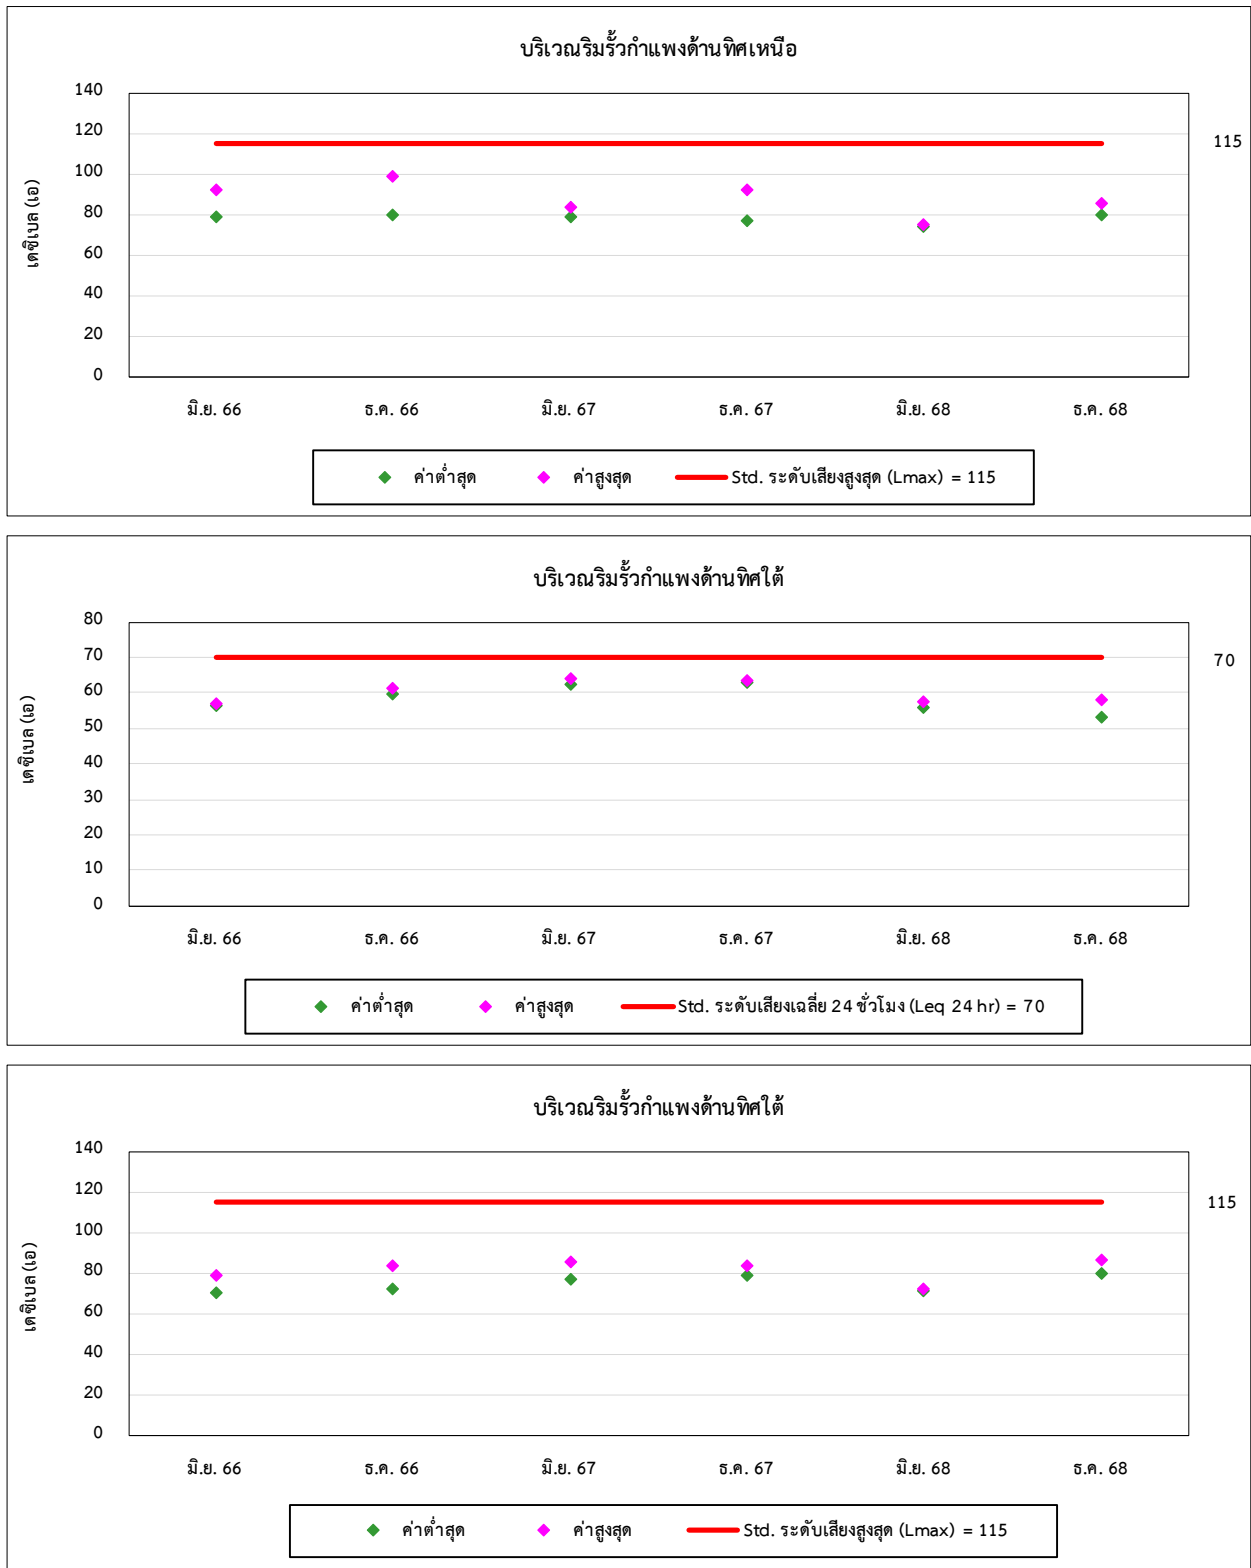 บริเวณริมรั้วกำแพงด้านทิศเหนือ
140
120
100
80
60
40
20
0
115
เดซิเบล (เอ)
มิ.ย. 66 ธ.ค. 66 มิ.ย. 67 ธ.ค. 67 มิ.ย. 68 ธ.ค. 68
ค่าต่ำสุด ค่าสูงสุด Std. ระดับเสียงสูงสุด (Lmax) = 115
บริเวณริมรั้วกำแพงด้านทิศใต้
80
70
60
50
40
30
20
10
0
70
เดซิเบล (เอ)
มิ.ย. 66 ธ.ค. 66 มิ.ย. 67 ธ.ค. 67 มิ.ย. 68 ธ.ค. 68
ค่าต่ำสุด ค่าสูงสุด Std. ระดับเสียงเฉลี่ย 24 ชั่วโมง (Leq 24 hr) = 70
บริเวณริมรั้วกำแพงด้านทิศใต้
140
120
100
80
60
40
20
0
115
เดซิเบล (เอ)
มิ.ย. 66 ธ.ค. 66 มิ.ย. 67 ธ.ค. 67 มิ.ย. 68 ธ.ค. 68
ค่าต่ำสุด ค่าสูงสุด Std. ระดับเสียงสูงสุด (Lmax) = 115